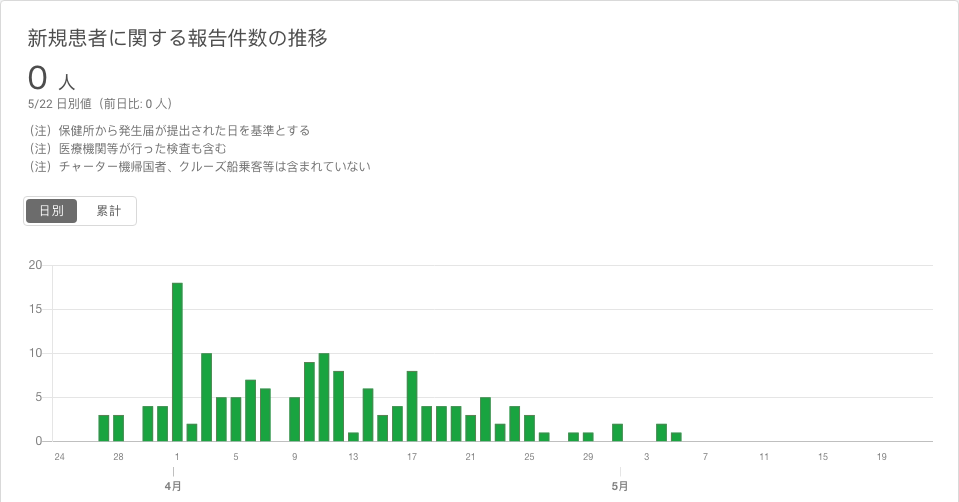 新規患者に関する報告件数の推移
0 人
5/22 日別値（前日比: 0 人）
（注）保健所から発生届が提出された日を基準とする
（注）医療機関等が行った検査も含む
（注）チャーター機帰国者、クルーズ船乗客等は含まれていない
日別 累計
20
15
10
5
0
24 28 1 5 9 13 17 21 25 29 3 7 11 15 19
4月 5月